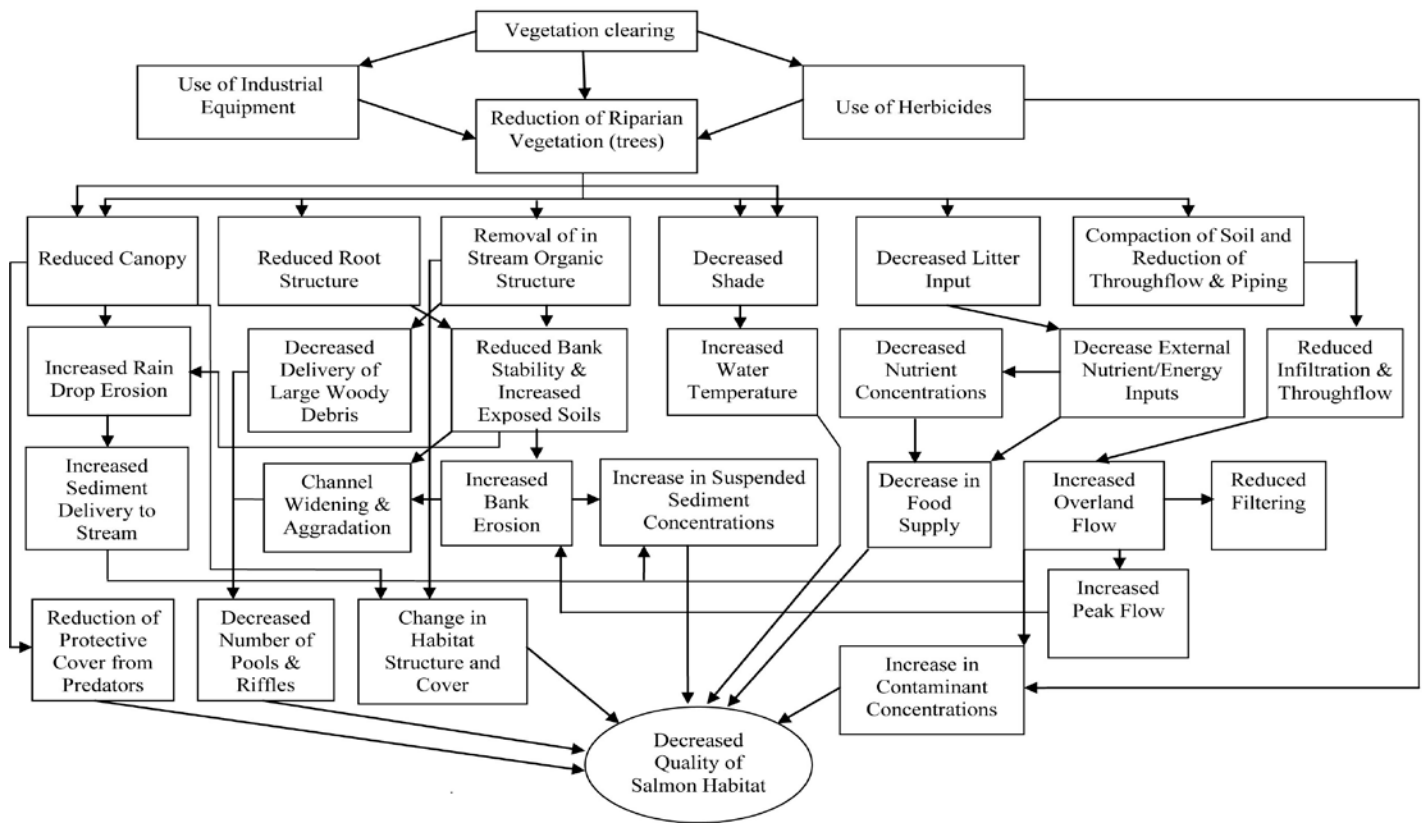 Vegetation clearing
Use of Industrial
Equipment
Reduction of Riparian
Vegetation (trees)
Use of Herbicides
Reduced Canopy
Reduced Root
Structure
Removal of in
Stream Organic
Structure
Decreased
Shade
Decreased Litter
Input
Compaction of Soil and
Reduction of
Throughflow & Piping
Increased Rain
Drop Erosion
Decreased
Delivery of
Large Woody
Debris
Reduced Bank
Stability &
Increased
Exposed Soils
Increased
Water
Temperature
Decreased
Nutrient
Concentrations
Decrease External
Nutrient/Energy
Inputs
Reduced
Infiltration &
Throughflow
Increased
Sediment
Delivery to
Stream
Channel
Widening &
Aggradation
Increased
Bank
Erosion
Increase in Suspended
Sediment
Concentrations
Decrease in
Food
Supply
Increased
Overland
Flow
Reduced
Filtering
Increased
Peak Flow
Reduction of
Protective
Cover from
Predators
Decreased
Number of
Pools &
Riffles
Change in
Habitat
Structure and
Cover
Increase in
Contaminant
Concentrations
Decreased
Quality of
Salmon Habitat